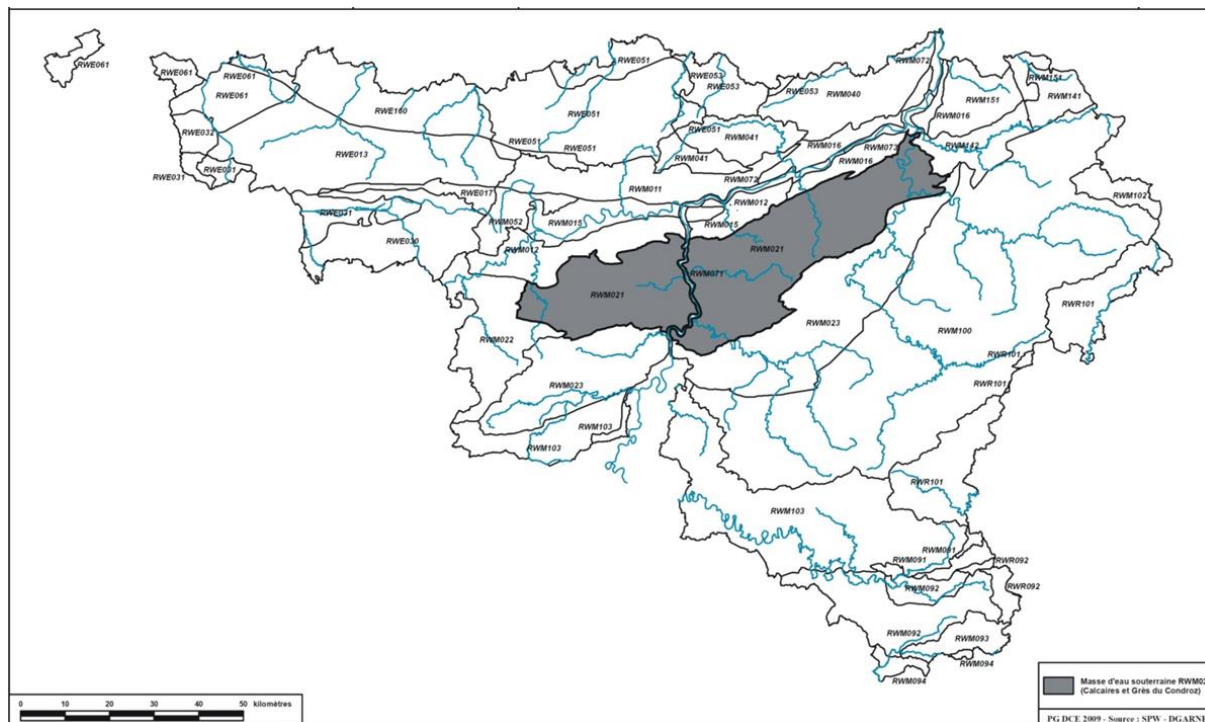 RWE061
RWE061
RWE061
RWE061
RWE032
RWE031
RWE031
RWE160
RWE013
RWE051
RWE051
RWE051
RWE051
RWE053
RWE053
RWE053
RWM040
RWM072
RWM151
RWM151
RWM141
RWM016
RWE051
RWM041
RWM041
RWM016
RWM073
RWM016
RWM142
RWM102
RWE017
RWM011
RWM072
RWM012
RWE031
RWM052
RWM015
RWM015
RWE030
RWM012
RWM021
RWM071
RWM021
RWR101
RWM022
RWM023
RWM100
RWR101
RWR101
RWM023
RWM103
RWM103
RWR101
RWM103
RWM091
RWM091
RWR092
RWM092
RWR092
RWM092
RWM093
RWM094
RWM094
0 10 20 30 40 50 kilomètres
Masse d'eau souterraine RWM02
(Calcaires et Grès du Condroz)
PG DCE 2009 - Source : SPW - DGARNE